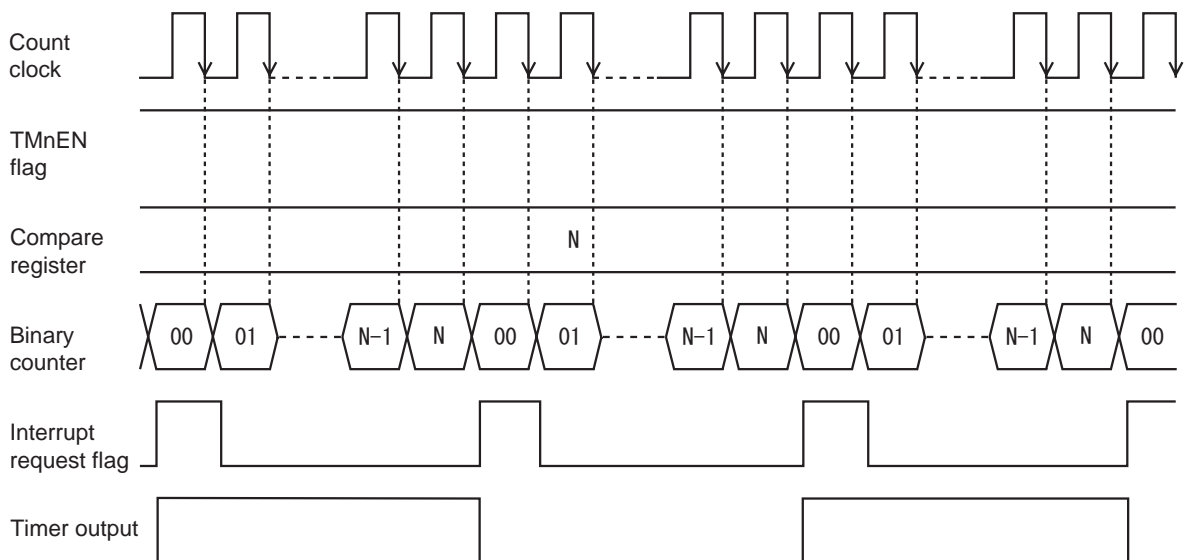 Count
clock
TMnEN
flag
Compare
register
N
Binary
counter
00 01 N-1 N 00 01 N-1 N 00 01 N-1 N 00
Interrupt
request flag
Timer output